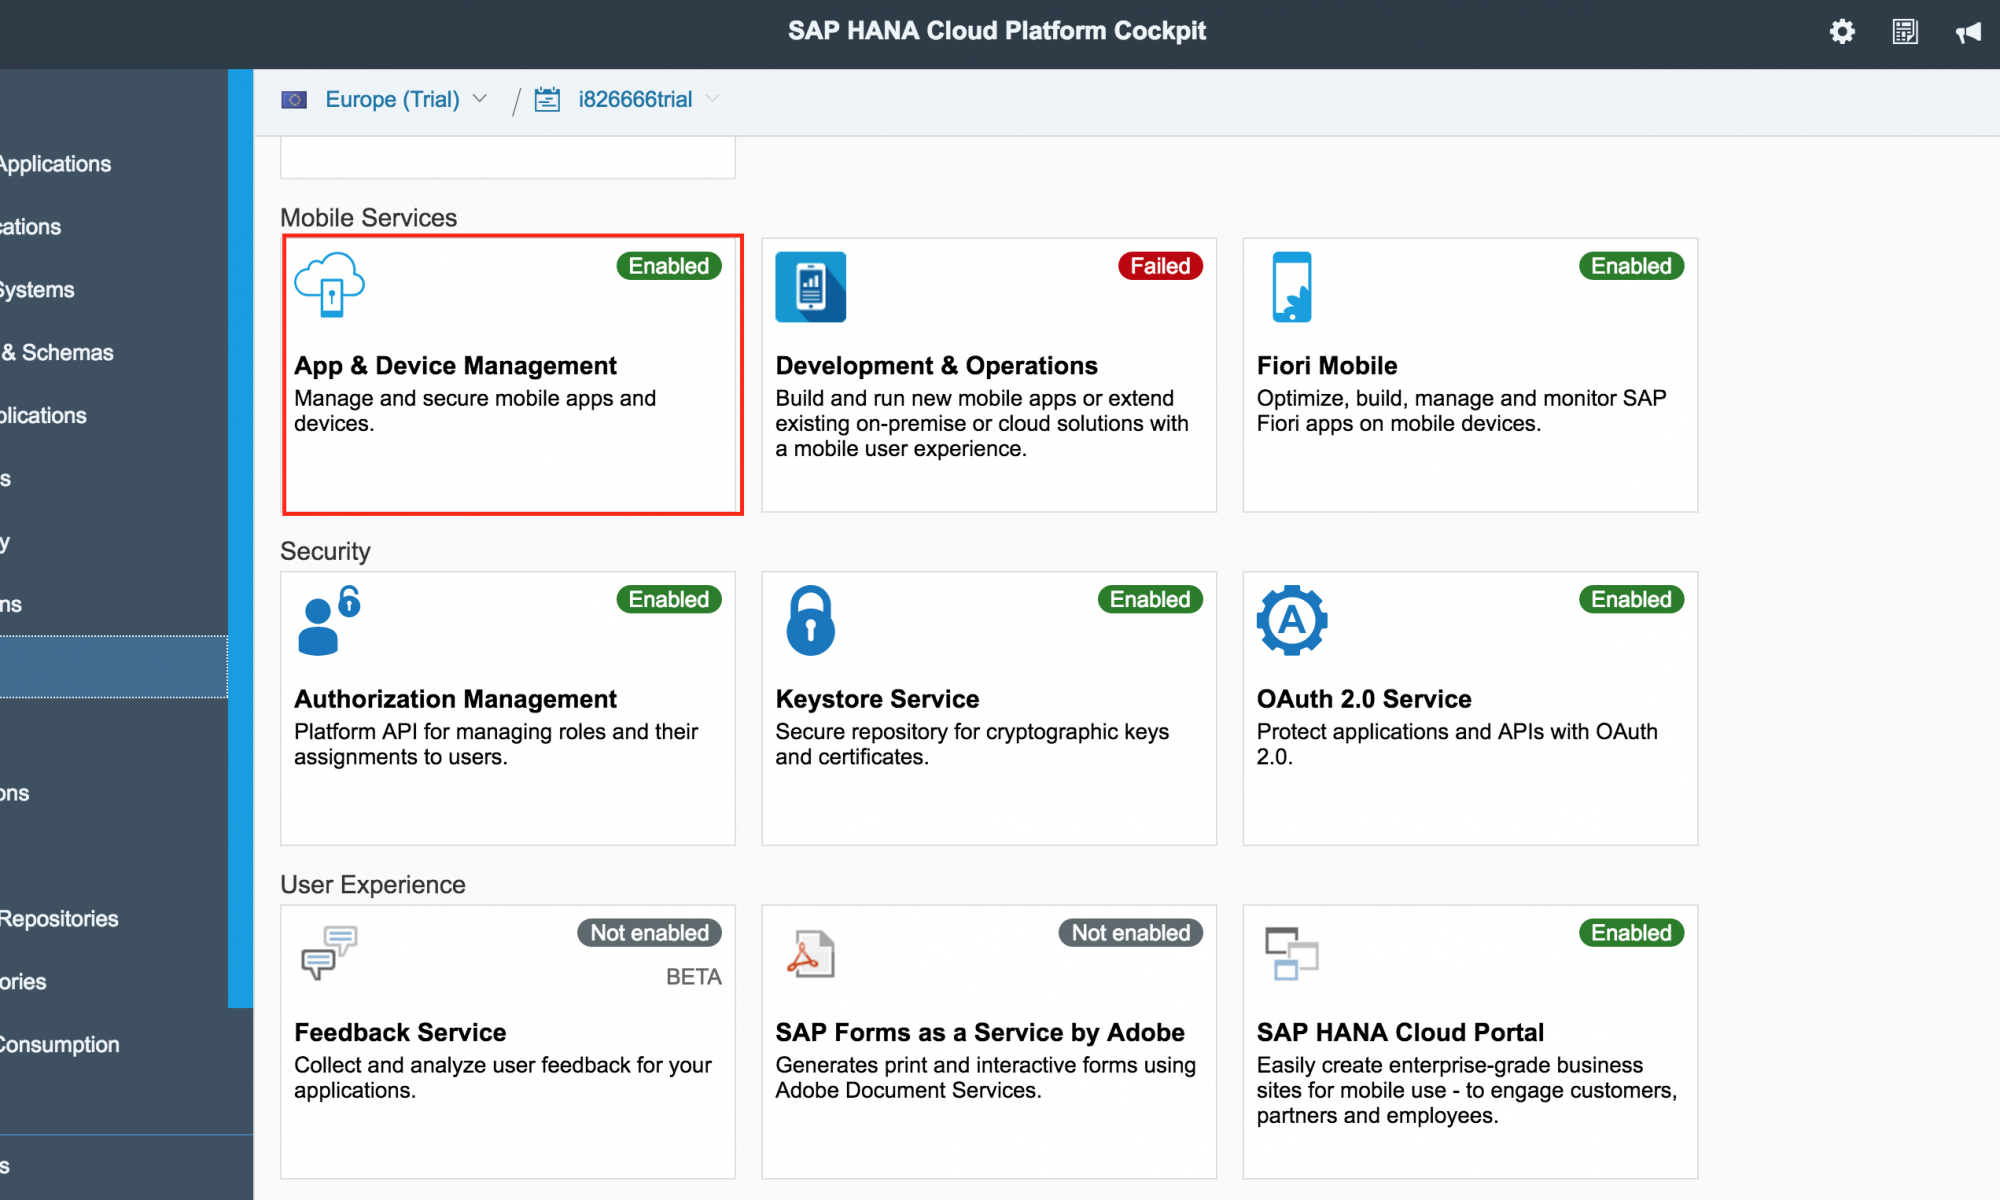 SAP HANA Cloud Platform Cockpit
Europe (Trial) / i826666trial
Applications
cations
Systems
& Schemas
plications
s
y
ns
ons
Repositories
ories
Consumption
s
Mobile Services
Enabled
App & Device Management
Manage and secure mobile apps and
devices.
Failed
Development & Operations
Build and run new mobile apps or extend
existing on-premise or cloud solutions with
a mobile user experience.
Enabled
Fiori Mobile
Optimize, build, manage and monitor SAP
Fiori apps on mobile devices.
Security
Enabled
Authorization Management
Platform API for managing roles and their
assignments to users.
Enabled
Keystore Service
Secure repository for cryptographic keys
and certificates.
Enabled
A
OAuth 2.0 Service
Protect applications and APIs with OAuth
2.0.
User Experience
Not enabled
BETA
Feedback Service
Collect and analyze user feedback for your
applications.
Not enabled
SAP Forms as a Service by Adobe
Generates print and interactive forms using
Adobe Document Services.
Enabled
SAP HANA Cloud Portal
Easily create enterprise-grade business
sites for mobile use - to engage customers,
partners and employees.